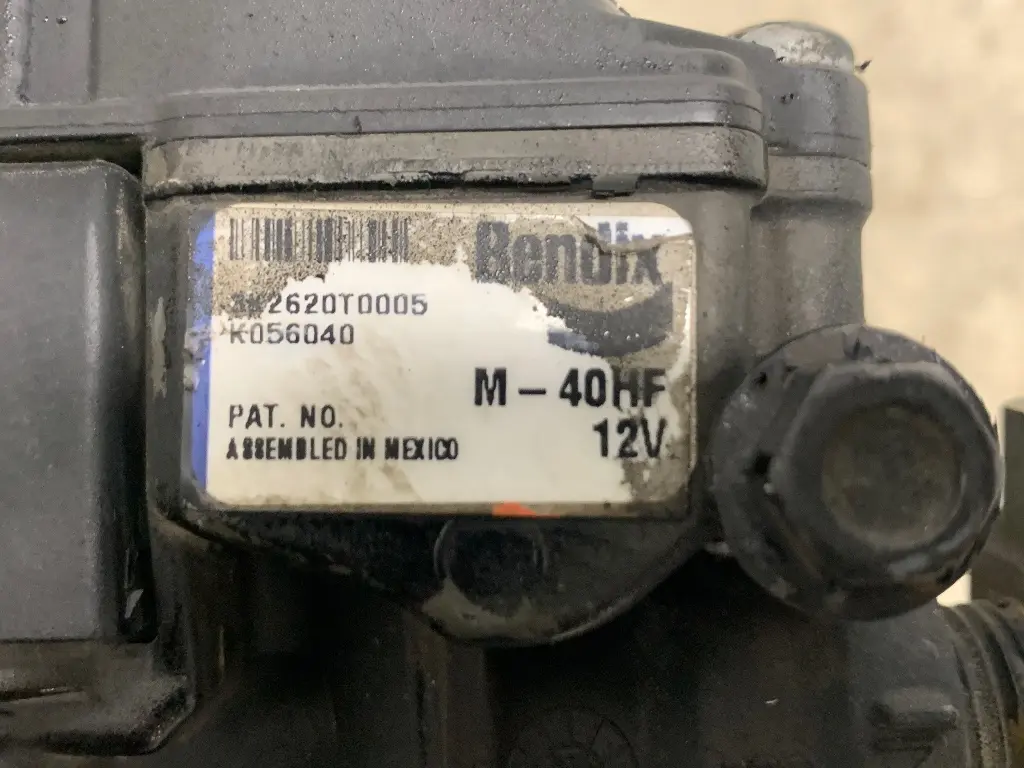 Bendix
2620T0005
K056040
M-40HF
12V
PAT. NO.
ASSEMBLED IN MEXICO